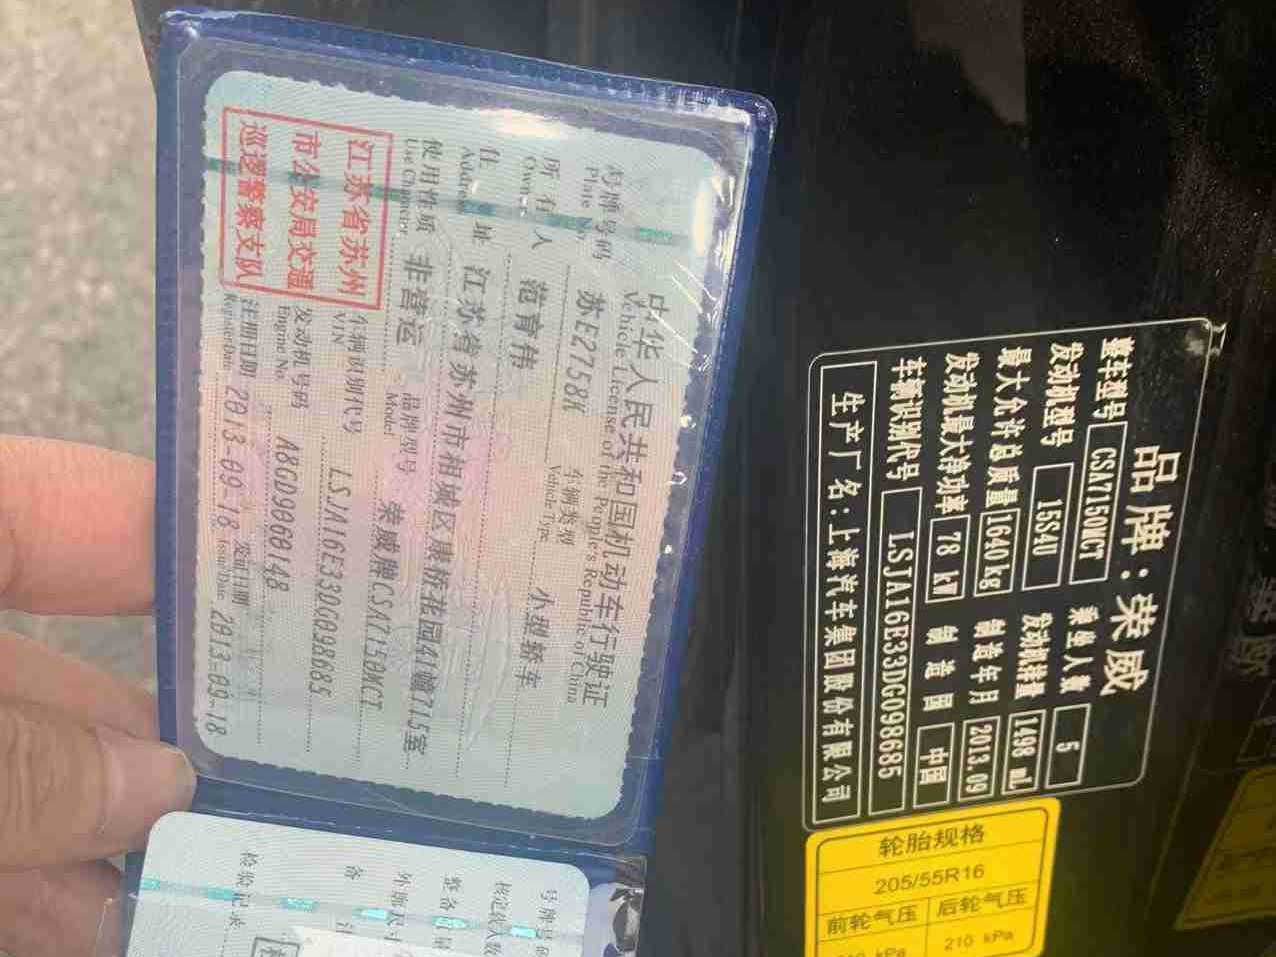 中华人民共和国机动车行驶证
Vehicle License of the People's Republic of China
号牌号码 苏E2758K 车辆类型 小型轿车
Plate No. Vehicle Type
所有人 范育伟
Owner
住址 江苏省苏州市相城区康桥花园41幢715室
Address
使用性质 非营运 品牌型号 荣威牌CSA7150MCT
Use Character Model
江苏省苏州
市公安局交通
巡逻警察支队
车辆识别代号 LSJA16E33DG098685
VIN
发动机号码 A8GD9060148
Engine No.
注册日期 2013-09-18 发证日期 2013-09-18
Register Date Issue Date
号牌号码
核定载人数
整备质量
外廓尺寸
备
检验记录
品牌:荣威
整车型号 CSA7150MCT 乘坐人数 5
发动机型号 15S4U 发动机排量 1498 mL
最大允许总质量 1640kg 制造年月 2013.09
发动机最大净功率 78 kW 制造国 中国
车辆识别代号 LSJA16E33DG098685
生产厂名:上海汽车集团股份有限公司
轮胎规格
205/55R16
前轮气压 后轮气压
210 kPa